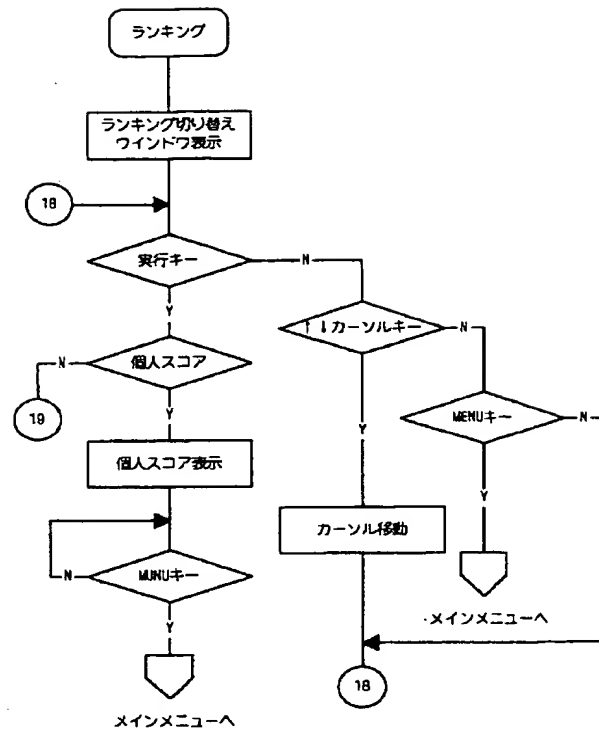 ランキング
ランキング切り替え
ウインドウ表示
18
実行キー
N
Y
↑↓カーソルキー
N
個人スコア
N
Y
19
Y
MENUキー
N
Y
個人スコア表示
カーソル移動
MUNUキー
N
Y
メインメニューへ
18
メインメニューへ